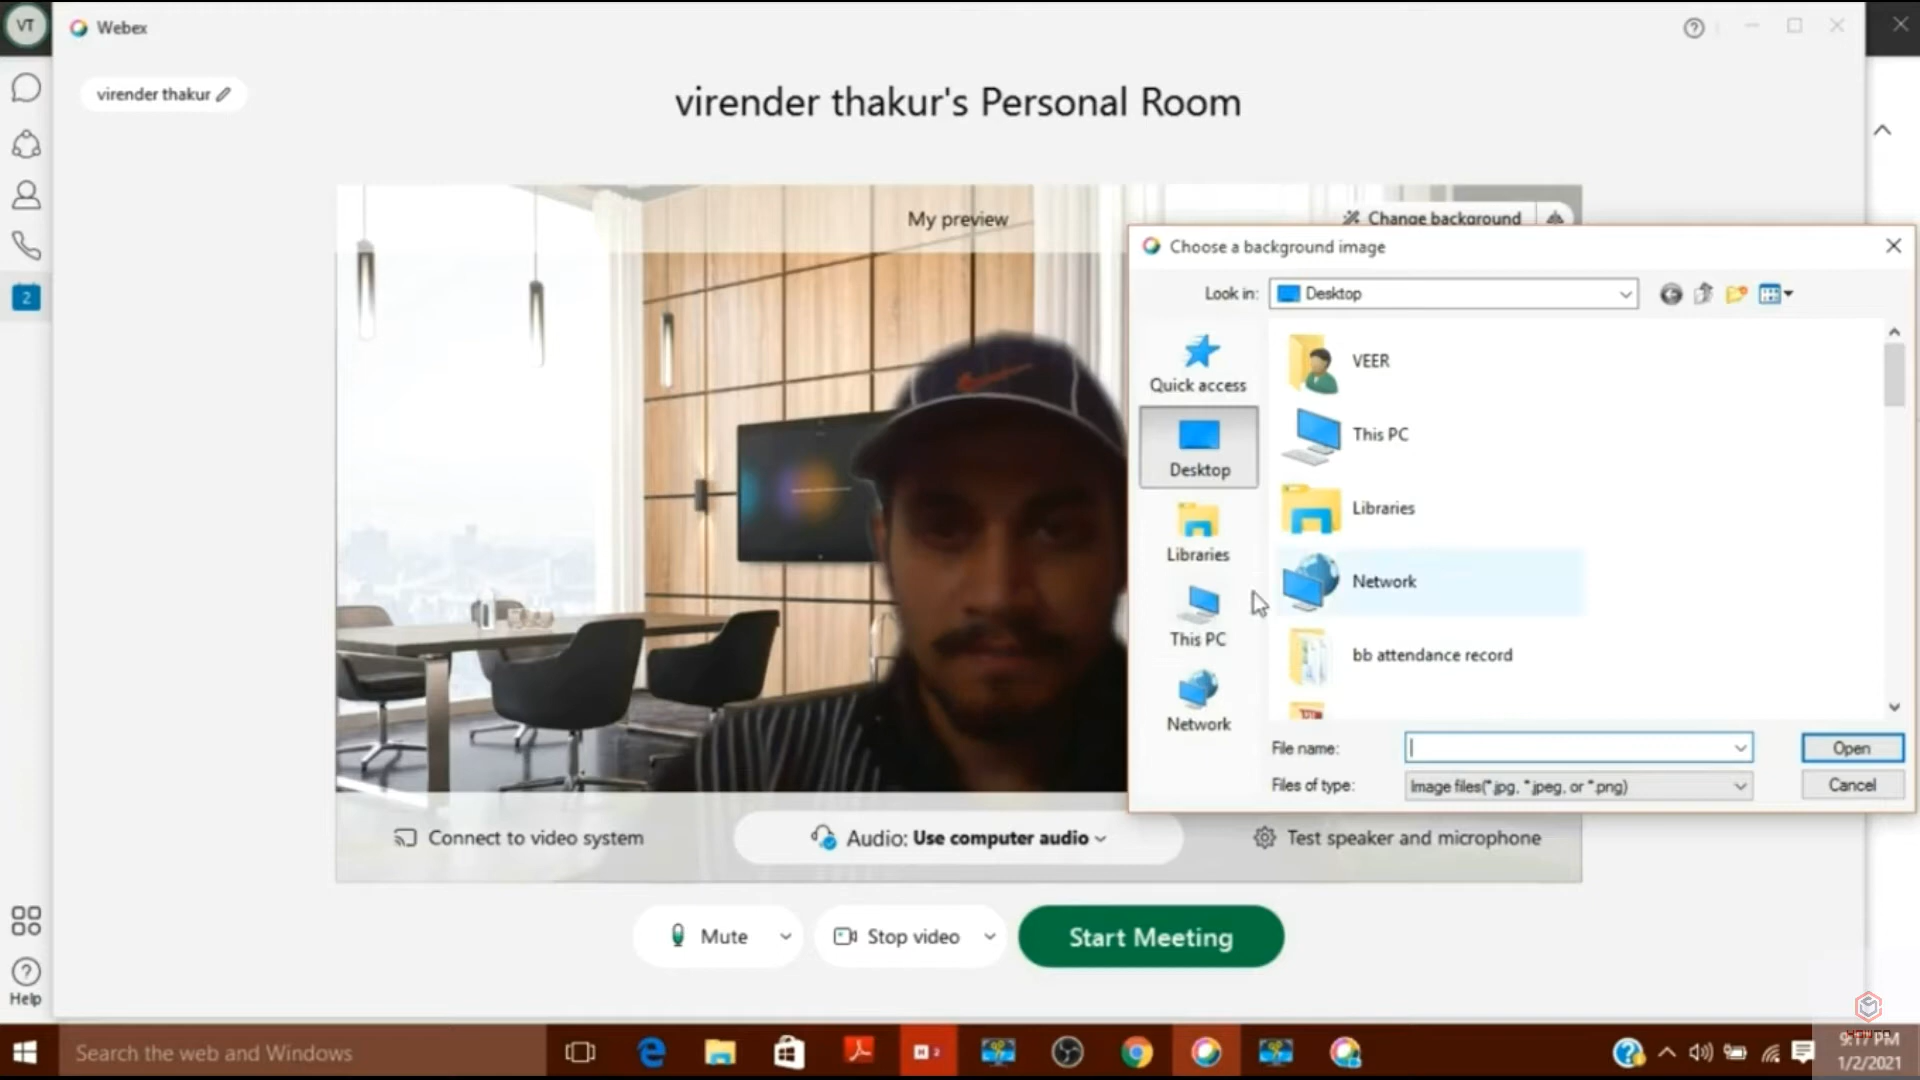 VT
Webex
virender thakur
virender thakur's Personal Room
My preview
Change background
Choose a background image
Look in:
Desktop
Quick access
Desktop
Libraries
This PC
Network
VEER
This PC
Libraries
Network
bb attendance record
File name:
Open
Files of type:
Image files(*.jpg, *.jpeg, or *.png)
Cancel
Connect to video system
Audio: Use computer audio
Test speaker and microphone
Mute
Stop video
Start Meeting
2
Help
Search the web and Windows
9:17 PM
1/2/2021